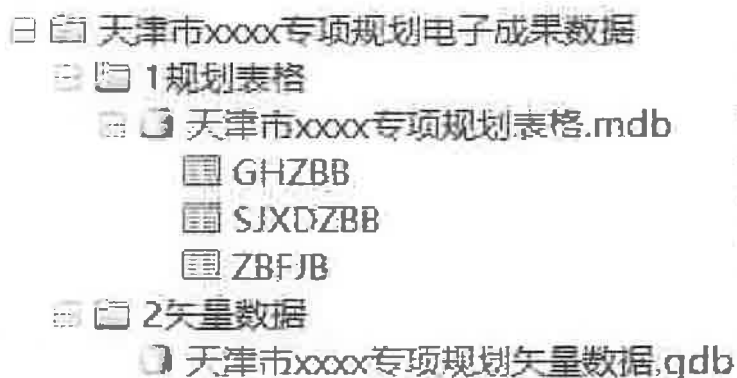 天津市xxxx专项规划电子成果数据
1规划表格
天津市xxxx专项规划表格.mdb
GHZBB
SJXDZBB
ZBFJB
2矢量数据
天津市xxxx专项规划矢量数据.gdb